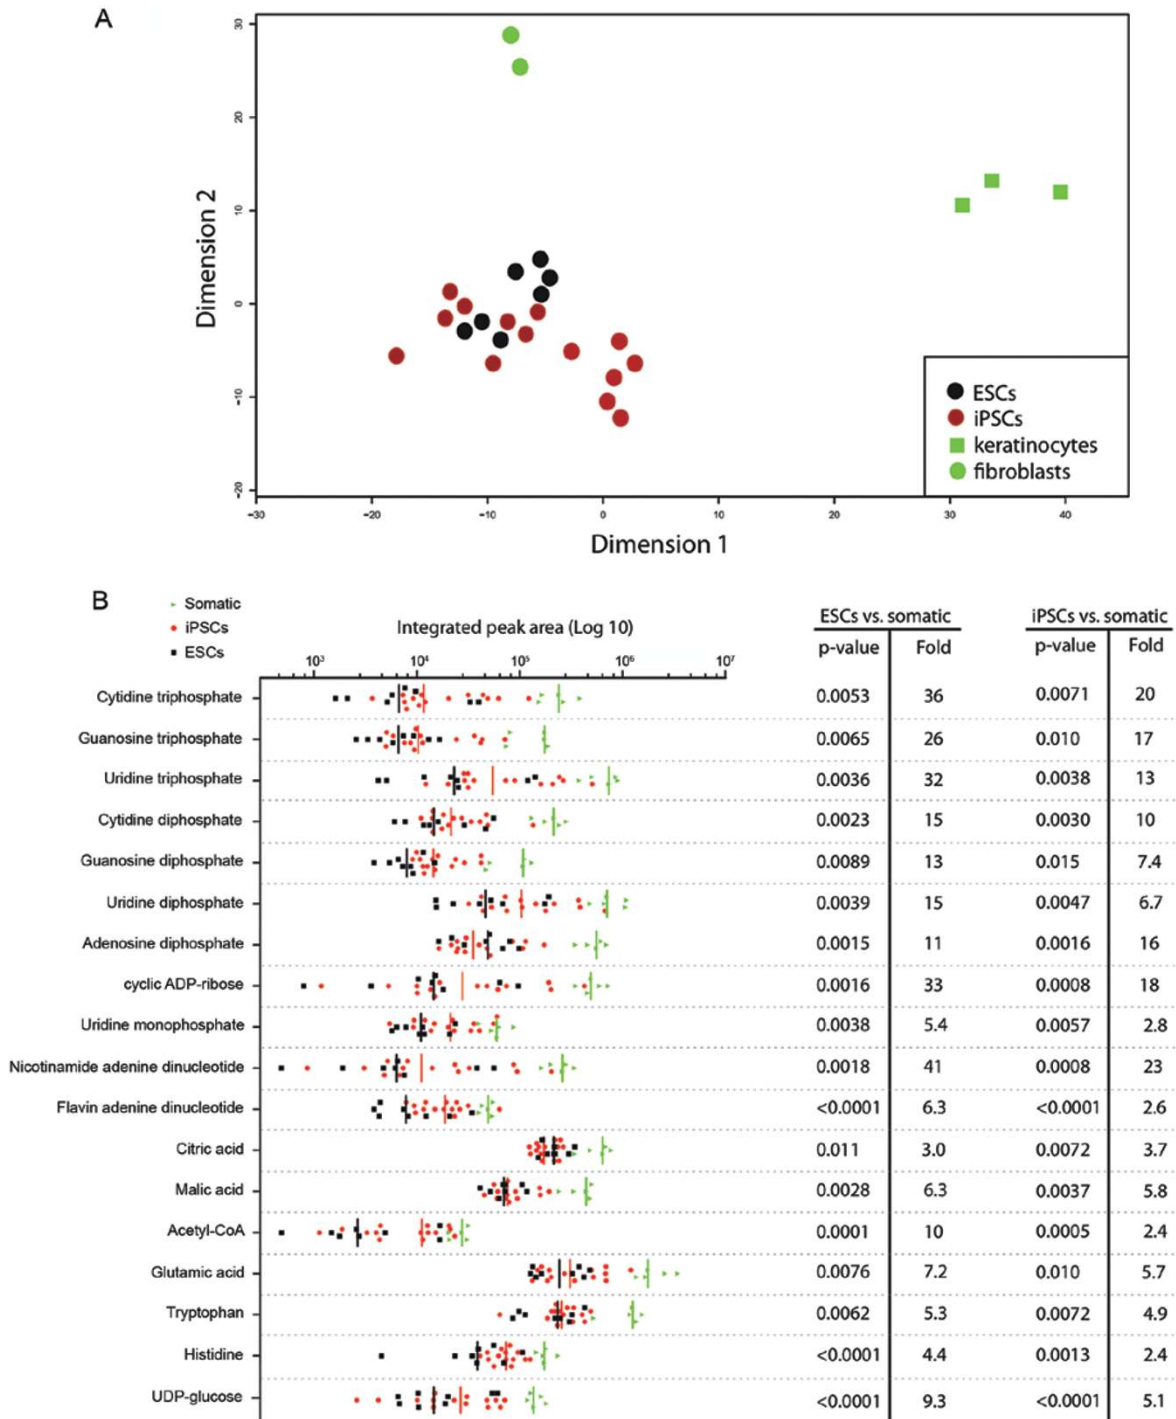 A
30
20
10
0
−10
−20
Dimension 2
ESCs
iPSCs
keratinocytes
fibroblasts
−30 −20 −10 0 10 20 30 40
Dimension 1
B
Somatic
iPSCs
ESCs
Integrated peak area (Log 10)
10³ 10⁴ 10⁵ 10⁶ 10⁷
ESCs vs. somatic iPSCs vs. somatic
p-value Fold p-value Fold
Cytidine triphosphate 0.0053 36 0.0071 20
Guanosine triphosphate 0.0065 26 0.010 17
Uridine triphosphate 0.0036 32 0.0038 13
Cytidine diphosphate 0.0023 15 0.0030 10
Guanosine diphosphate 0.0089 13 0.015 7.4
Uridine diphosphate 0.0039 15 0.0047 6.7
Adenosine diphosphate 0.0015 11 0.0016 16
cyclic ADP-ribose 0.0016 33 0.0008 18
Uridine monophosphate 0.0038 5.4 0.0057 2.8
Nicotinamide adenine dinucleotide 0.0018 41 0.0008 23
Flavin adenine dinucleotide <0.0001 6.3 <0.0001 2.6
Citric acid 0.011 3.0 0.0072 3.7
Malic acid 0.0028 6.3 0.0037 5.8
Acetyl-CoA 0.0001 10 0.0005 2.4
Glutamic acid 0.0076 7.2 0.010 5.7
Tryptophan 0.0062 5.3 0.0072 4.9
Histidine <0.0001 4.4 0.0013 2.4
UDP-glucose <0.0001 9.3 <0.0001 5.1